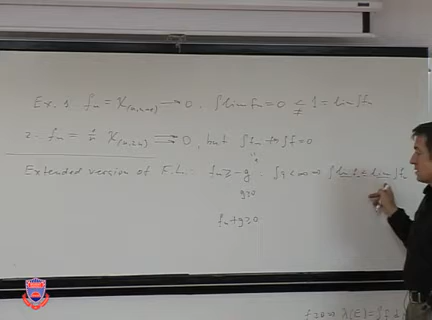 Ex. 1. fₙ = χ₍ₙ,ₙ₊₁₎ → 0. ∫lim fₙ = 0 ≨ 1 = lim∫fₙ
2. fₙ = 1/n χ₍ₙ,₂ₙ₎ ⇉ 0, but ∫fₙ ↛ ∫f = 0
Extended version of F.L. : fₙ ≥ -g. ∫g < ∞ ⇒ ∫lim fₙ ≤ lim∫fₙ
g ≥ 0
fₙ + g ≥ 0